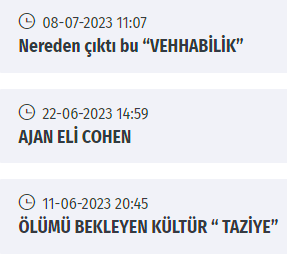 08-07-2023 11:07
Nereden çıktı bu “VEHHABİLİK”
22-06-2023 14:59
AJAN ELİ COHEN
11-06-2023 20:45
ÖLÜMÜ BEKLEYEN KÜLTÜR “ TAZİYE”